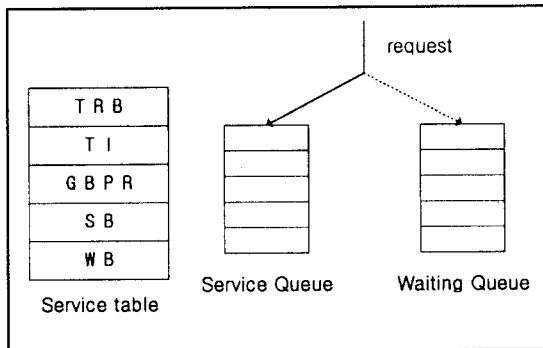 request
T R B
T I
G B P R
S B
W B
Service table
Service Queue
Waiting Queue